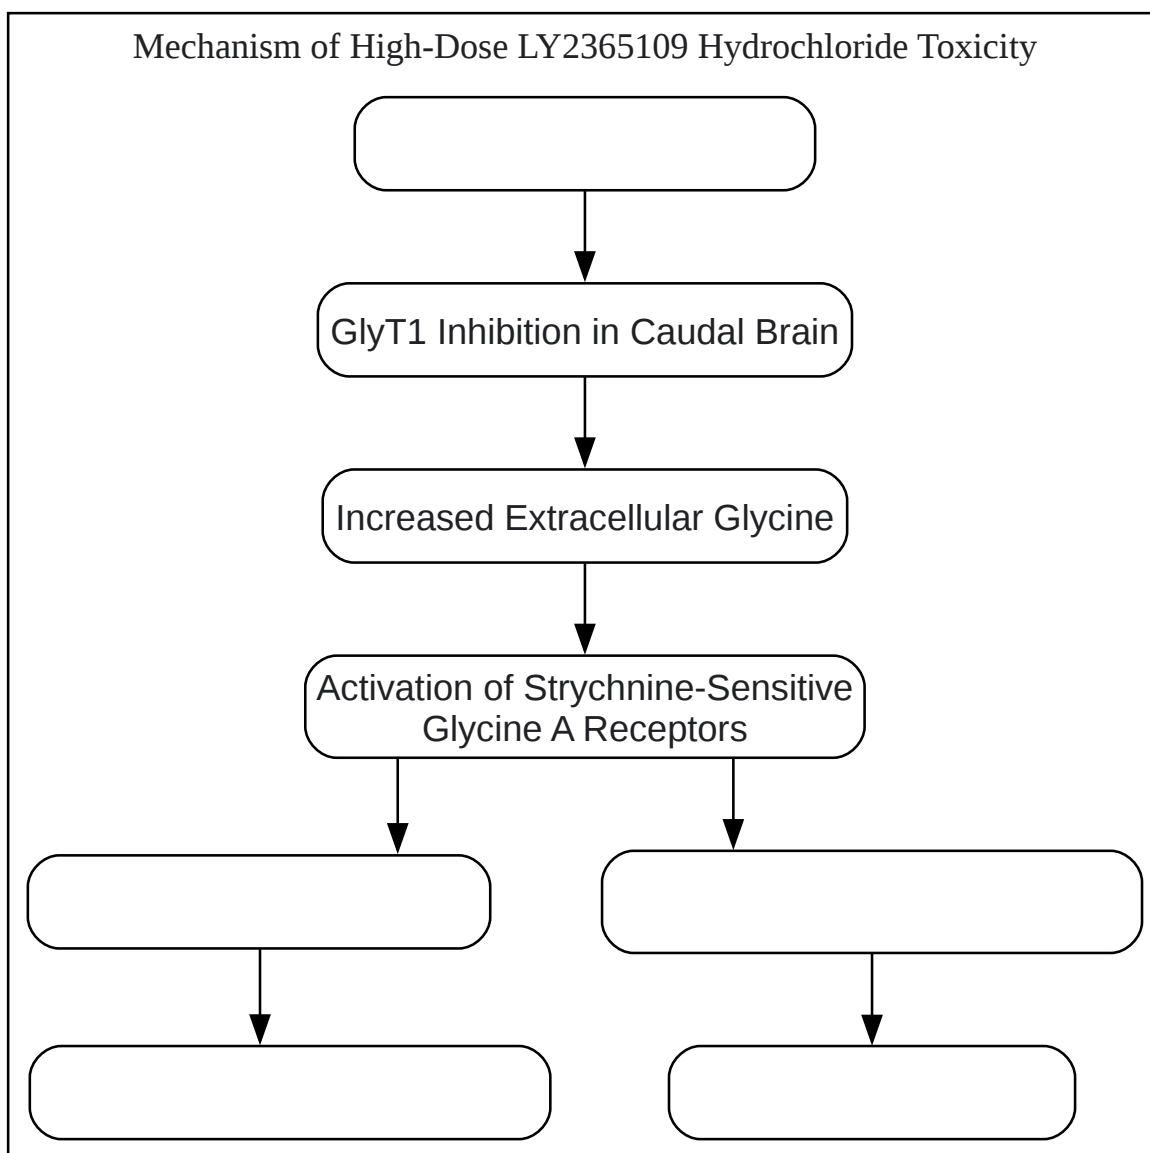 Mechanism of High-Dose LY2365109 Hydrochloride Toxicity
GlyT1 Inhibition in Caudal Brain
Increased Extracellular Glycine
Activation of Strychnine-Sensitive
Glycine A Receptors